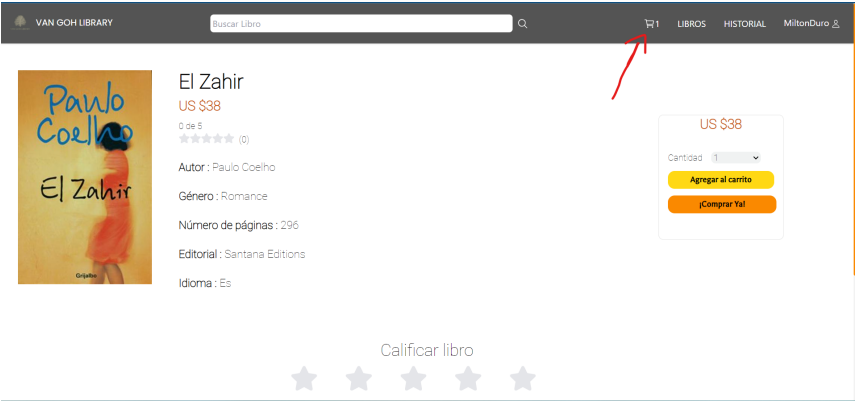 VAN GOH LIBRARY
Buscar Libro
1
LIBROS
HISTORIAL
MiltonDuro
Paulo
Coelho
El Zahir
Grijalbo
El Zahir
US $38
0 de 5
(0)
Autor : Paulo Coelho
Género : Romance
Número de páginas : 296
Editorial : Santana Editions
Idioma : Es
US $38
Cantidad 1
Agregar al carrito
¡Comprar Ya!
Calificar libro